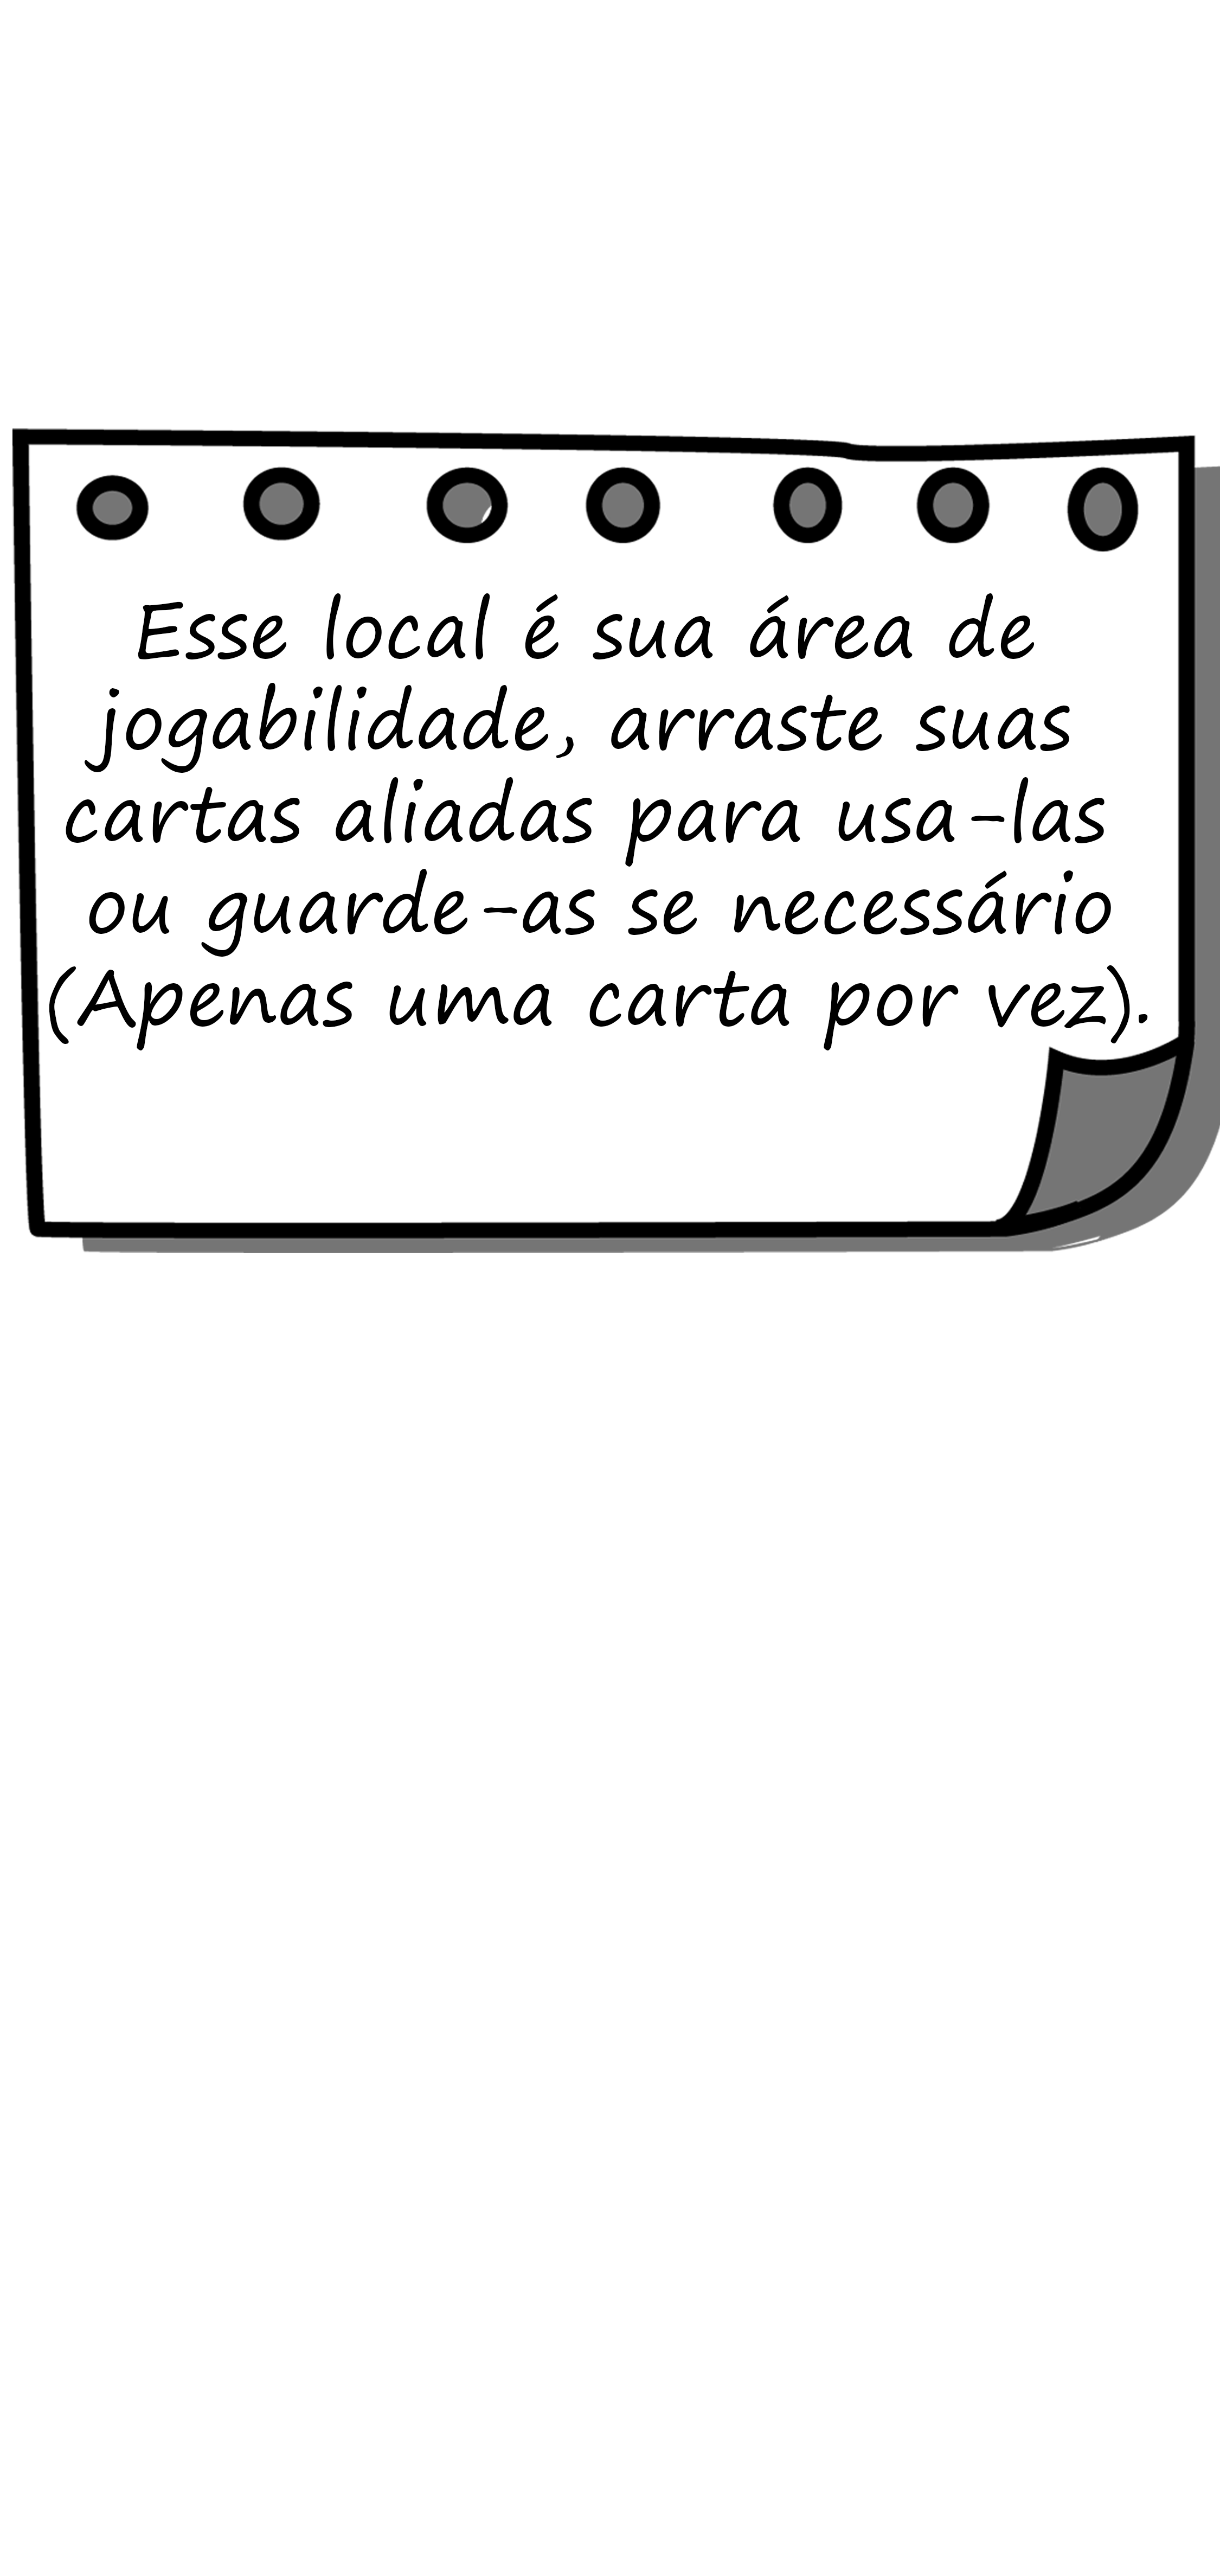 Esse local é sua área de
jogabilidade, arraste suas
cartas aliadas para usa-las
ou guarde-as se necessário
(Apenas uma carta por vez).